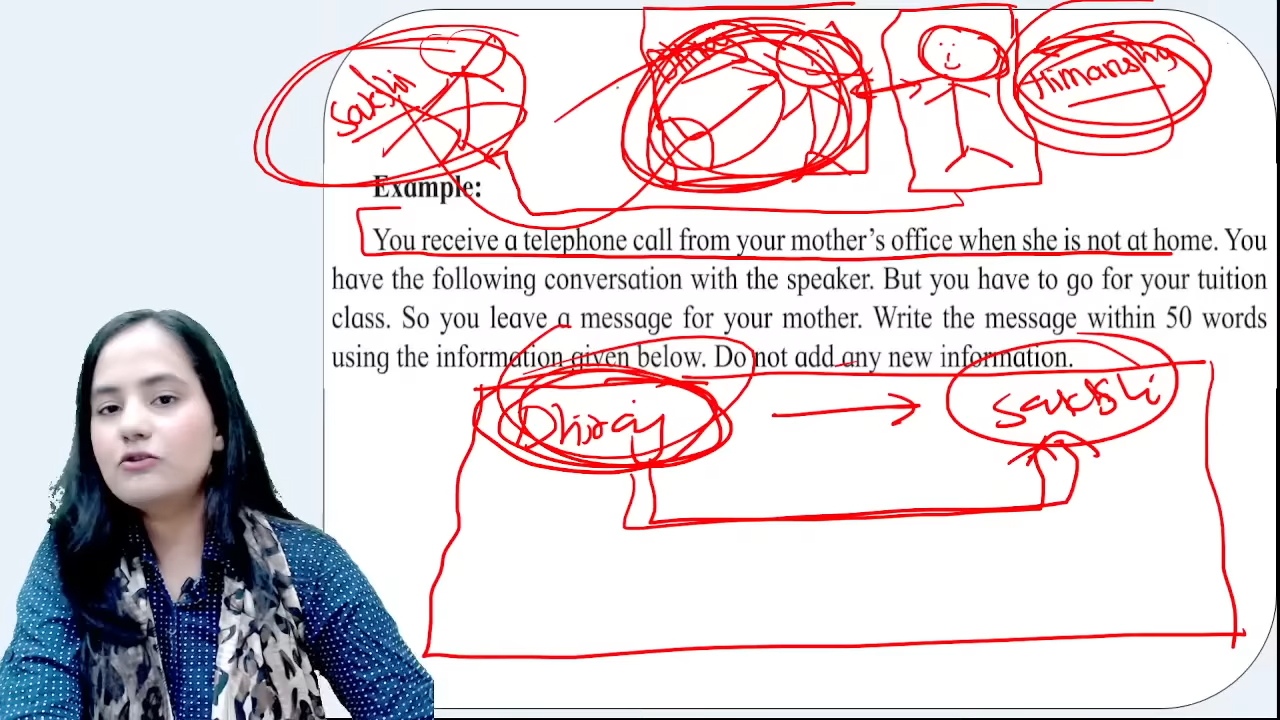 Sakshi
Dhiraj
Himanshu
Example:
You receive a telephone call from your mother's office when she is not at home. You
have the following conversation with the speaker. But you have to go for your tuition
class. So you leave a message for your mother. Write the message within 50 words
using the information given below. Do not add any new information.
Dhiraj
Sakshi